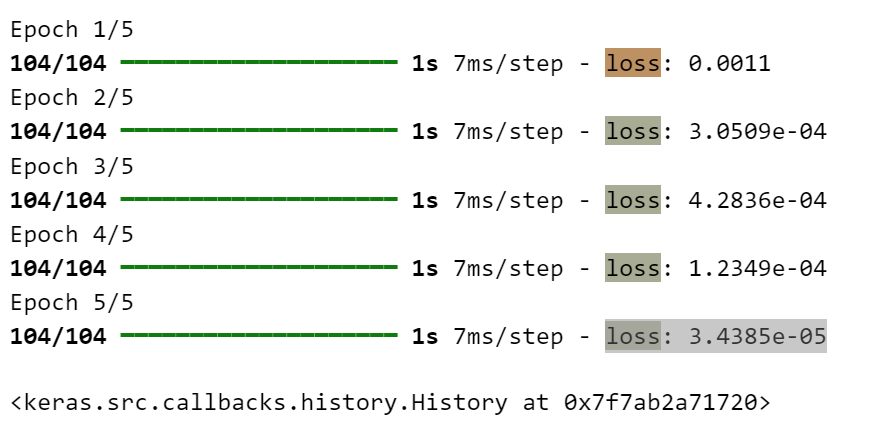 Epoch 1/5
104/104 ━━━━━━━━━━━━━━━━━━━━ 1s 7ms/step - loss: 0.0011
Epoch 2/5
104/104 ━━━━━━━━━━━━━━━━━━━━ 1s 7ms/step - loss: 3.0509e-04
Epoch 3/5
104/104 ━━━━━━━━━━━━━━━━━━━━ 1s 7ms/step - loss: 4.2836e-04
Epoch 4/5
104/104 ━━━━━━━━━━━━━━━━━━━━ 1s 7ms/step - loss: 1.2349e-04
Epoch 5/5
104/104 ━━━━━━━━━━━━━━━━━━━━ 1s 7ms/step - loss: 3.4385e-05
<keras.src.callbacks.history.History at 0x7f7ab2a71720>